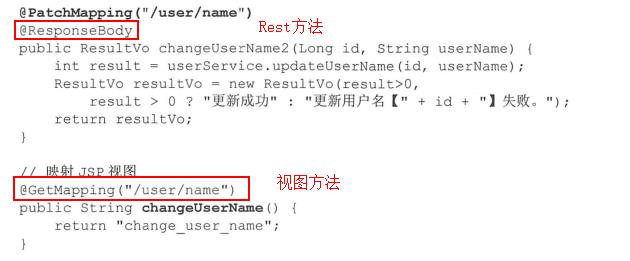 @PatchMapping("/user/name")
@ResponseBody
Rest方法
public ResultVo changeUserName2(Long id, String userName) {
    int result = userService.updateUserName(id, userName);
    ResultVo resultVo = new ResultVo(result>0,
        result > 0 ? "更新成功" : "更新用户名【" + id + "】失败。");
    return resultVo;
}
// 映射 JSP 视图
@GetMapping("/user/name")
视图方法
public String changeUserName() {
    return "change_user_name";
}